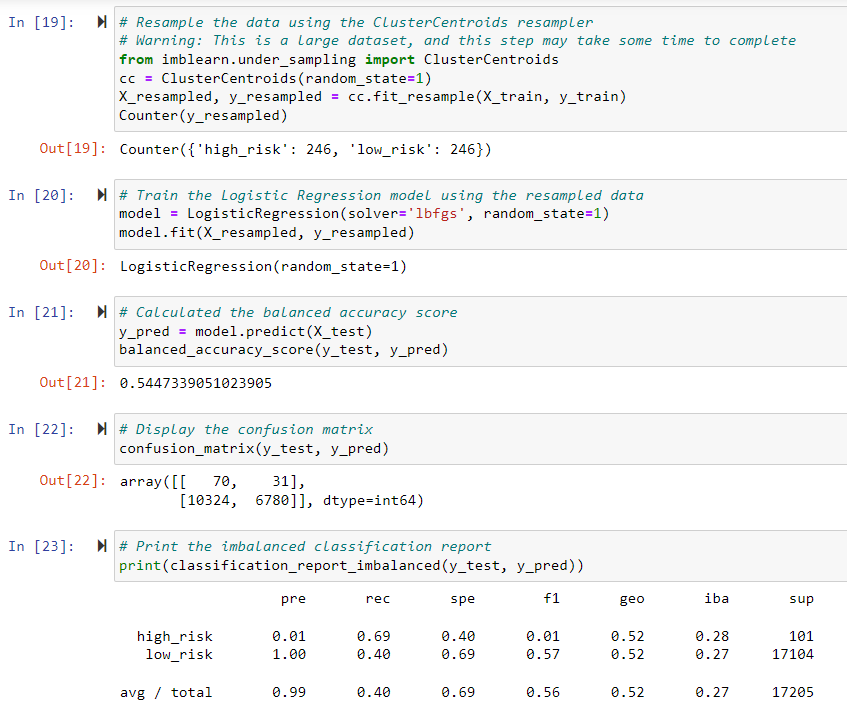 In [19]: # Resample the data using the ClusterCentroids resampler
# Warning: This is a large dataset, and this step may take some time to complete
from imblearn.under_sampling import ClusterCentroids
cc = ClusterCentroids(random_state=1)
X_resampled, y_resampled = cc.fit_resample(X_train, y_train)
Counter(y_resampled)
Out[19]: Counter({'high_risk': 246, 'low_risk': 246})
In [20]: # Train the Logistic Regression model using the resampled data
model = LogisticRegression(solver='lbfgs', random_state=1)
model.fit(X_resampled, y_resampled)
Out[20]: LogisticRegression(random_state=1)
In [21]: # Calculated the balanced accuracy score
y_pred = model.predict(X_test)
balanced_accuracy_score(y_test, y_pred)
Out[21]: 0.5447339051023905
In [22]: # Display the confusion matrix
confusion_matrix(y_test, y_pred)
Out[22]: array([[   70,    31],
       [10324,  6780]], dtype=int64)
In [23]: # Print the imbalanced classification report
print(classification_report_imbalanced(y_test, y_pred))
pre rec spe f1 geo iba sup
high_risk 0.01 0.69 0.40 0.01 0.52 0.28 101
low_risk 1.00 0.40 0.69 0.57 0.52 0.27 17104
avg / total 0.99 0.40 0.69 0.56 0.52 0.27 17205